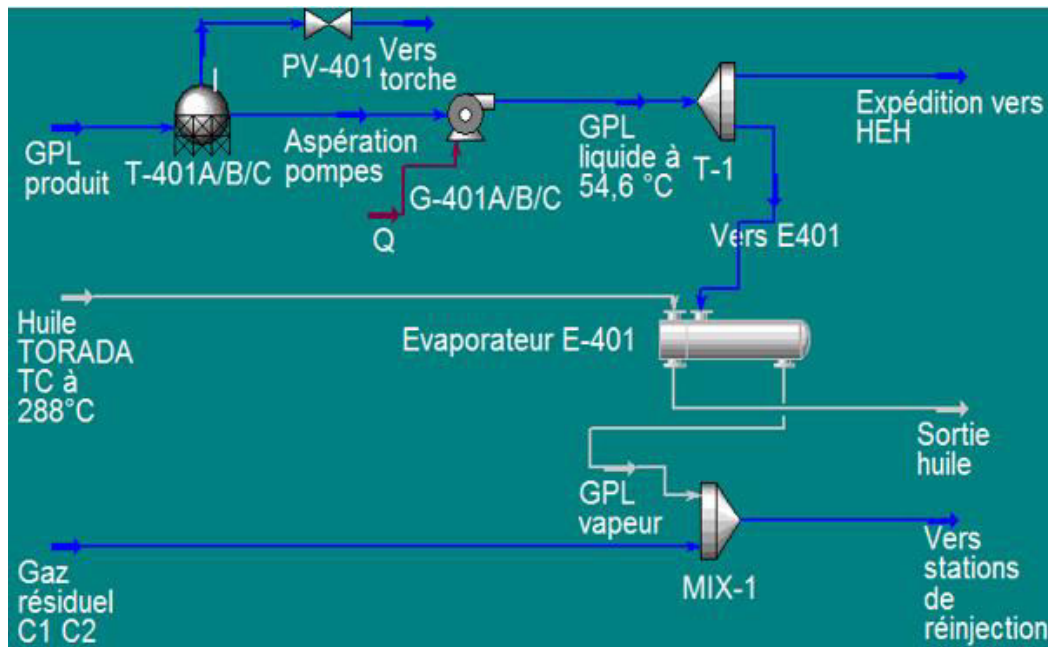 PV-401
Vers
torche
GPL
produit
T-401A/B/C
Aspération
pompes
G-401A/B/C
Q
GPL
liquide à
54,6 °C
T-1
Expédition vers
HEH
Vers E401
Huile
TORADA
TC à
288°C
Evaporateur E-401
Sortie
huile
GPL
vapeur
MIX-1
Gaz
résiduel
C1 C2
Vers
stations
de
réinjection